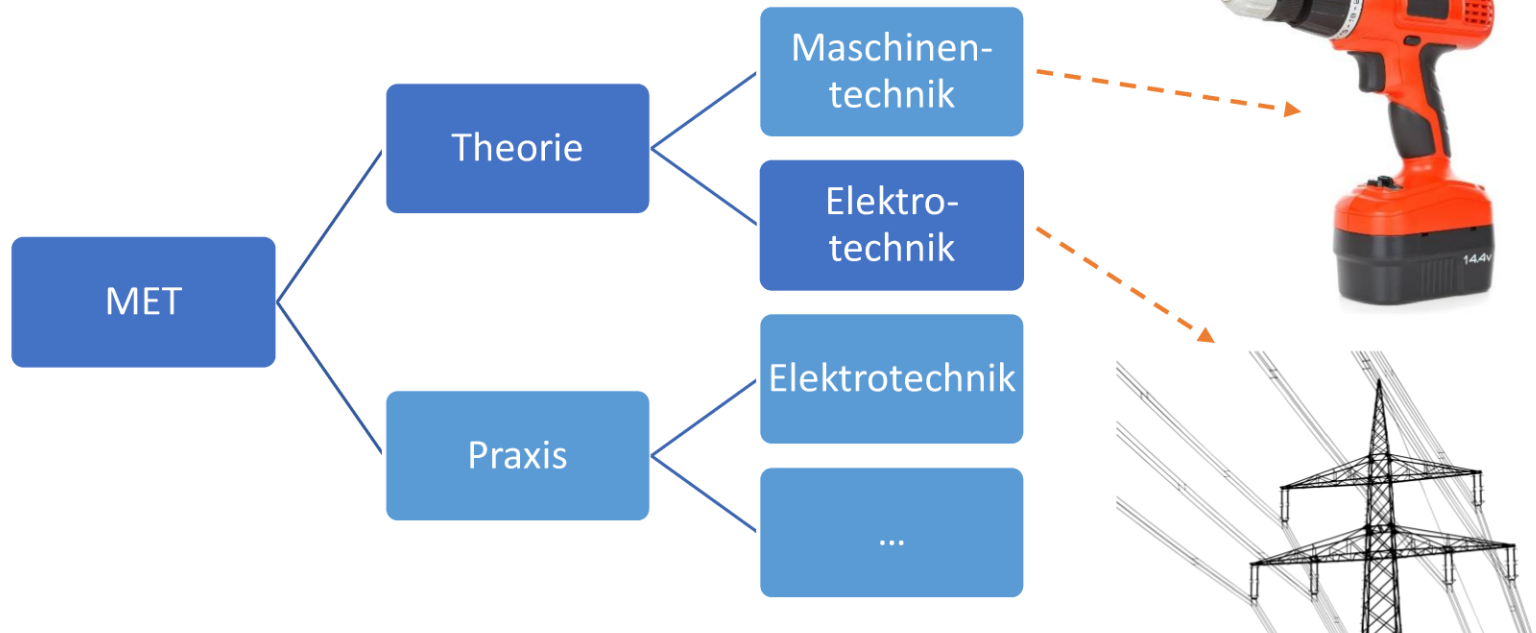 MET
Theorie
Praxis
Maschinen-
technik
Elektro-
technik
Elektrotechnik
...
14.4v